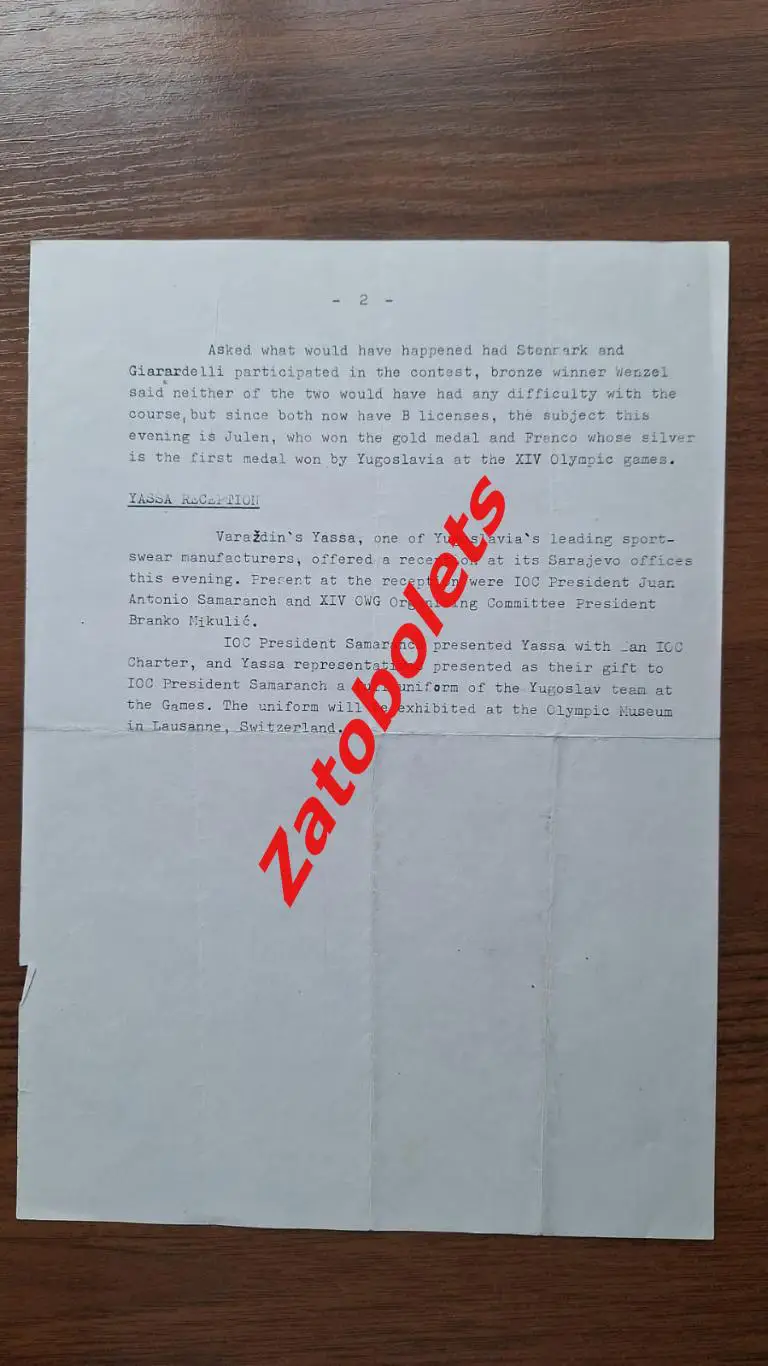 - 2 -
Asked what would have happened had Stenmark and
Giarardelli participated in the contest, bronze winner Wenzel
said neither of the two would have had any difficulty with the
course, but since both now have B licenses, the subject this
evening is Julen, who won the gold medal and Franco whose silver
is the first medal won by Yugoslavia at the XIV Olympic games.
YASSA RECEPTION
Varaždin's Yassa, one of Yugoslavia's leading sport-
swear manufacturers, offered a reception at its Sarajevo offices
this evening. Present at the reception were IOC President Juan
Antonio Samaranch and XIV OWG Organising Committee President
Branko Mikulić.
IOC President Samaranch presented Yassa with an IOC
Charter, and Yassa presented as their gift to
IOC President Samaranch a full uniform of the Yugoslav team at
the Games. The uniform will be exhibited at the Olympic Museum
in Lausanne, Switzerland.
Zatobolets